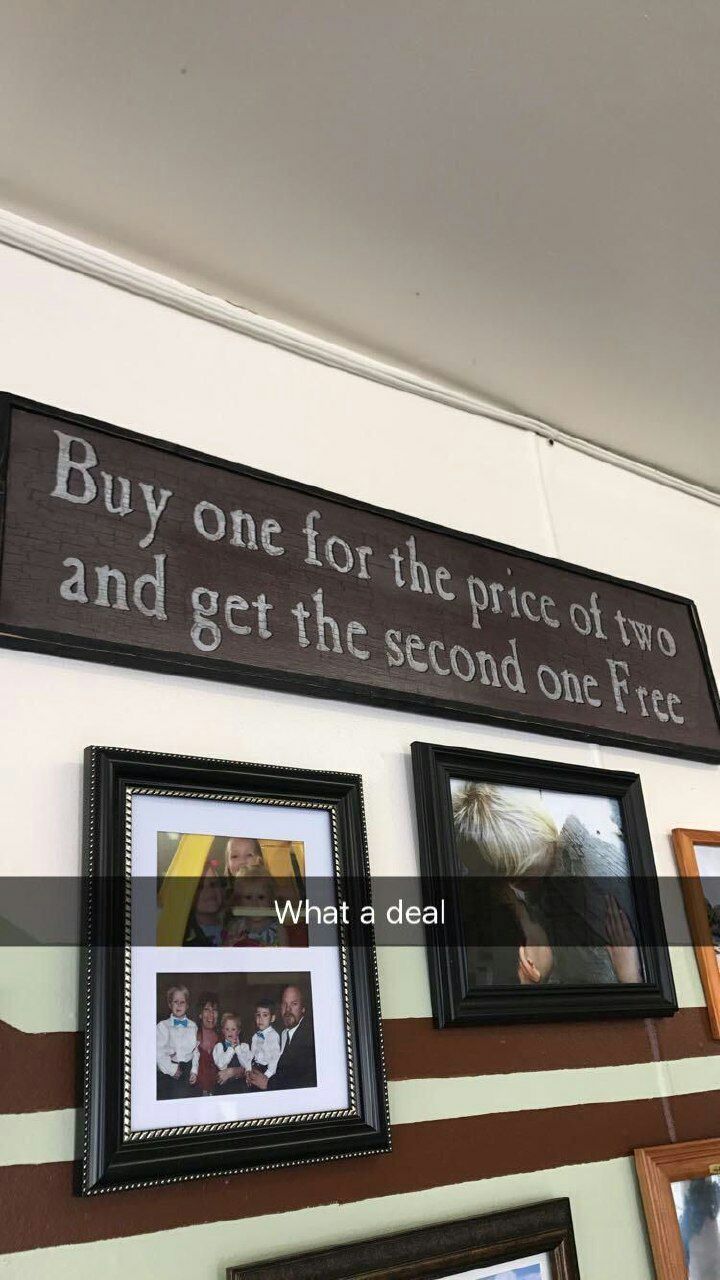 Buy one for the price of two
and get the second one Free
What a deal